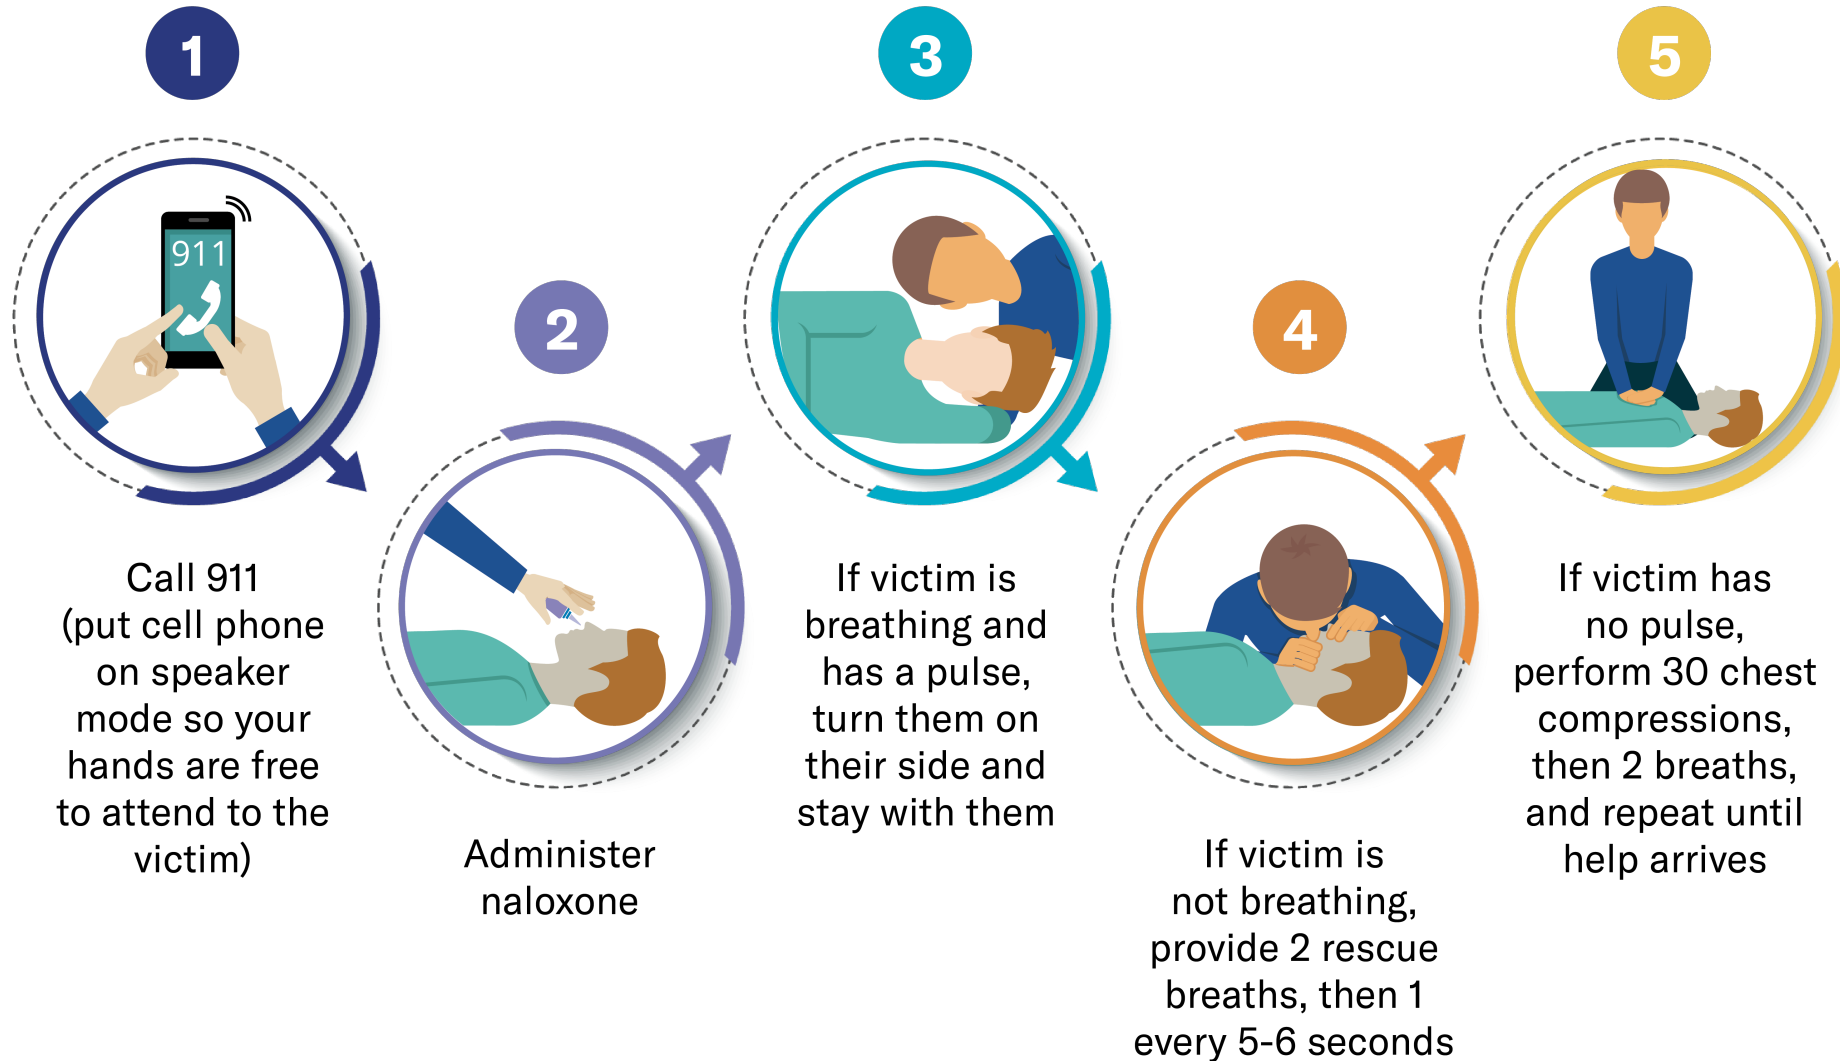 1
911
Call 911
(put cell phone
on speaker
mode so your
hands are free
to attend to the
victim)
2
Administer
naloxone
3
If victim is
breathing and
has a pulse,
turn them on
their side and
stay with them
4
If victim is
not breathing,
provide 2 rescue
breaths, then 1
every 5-6 seconds
5
If victim has
no pulse,
perform 30 chest
compressions,
then 2 breaths,
and repeat until
help arrives